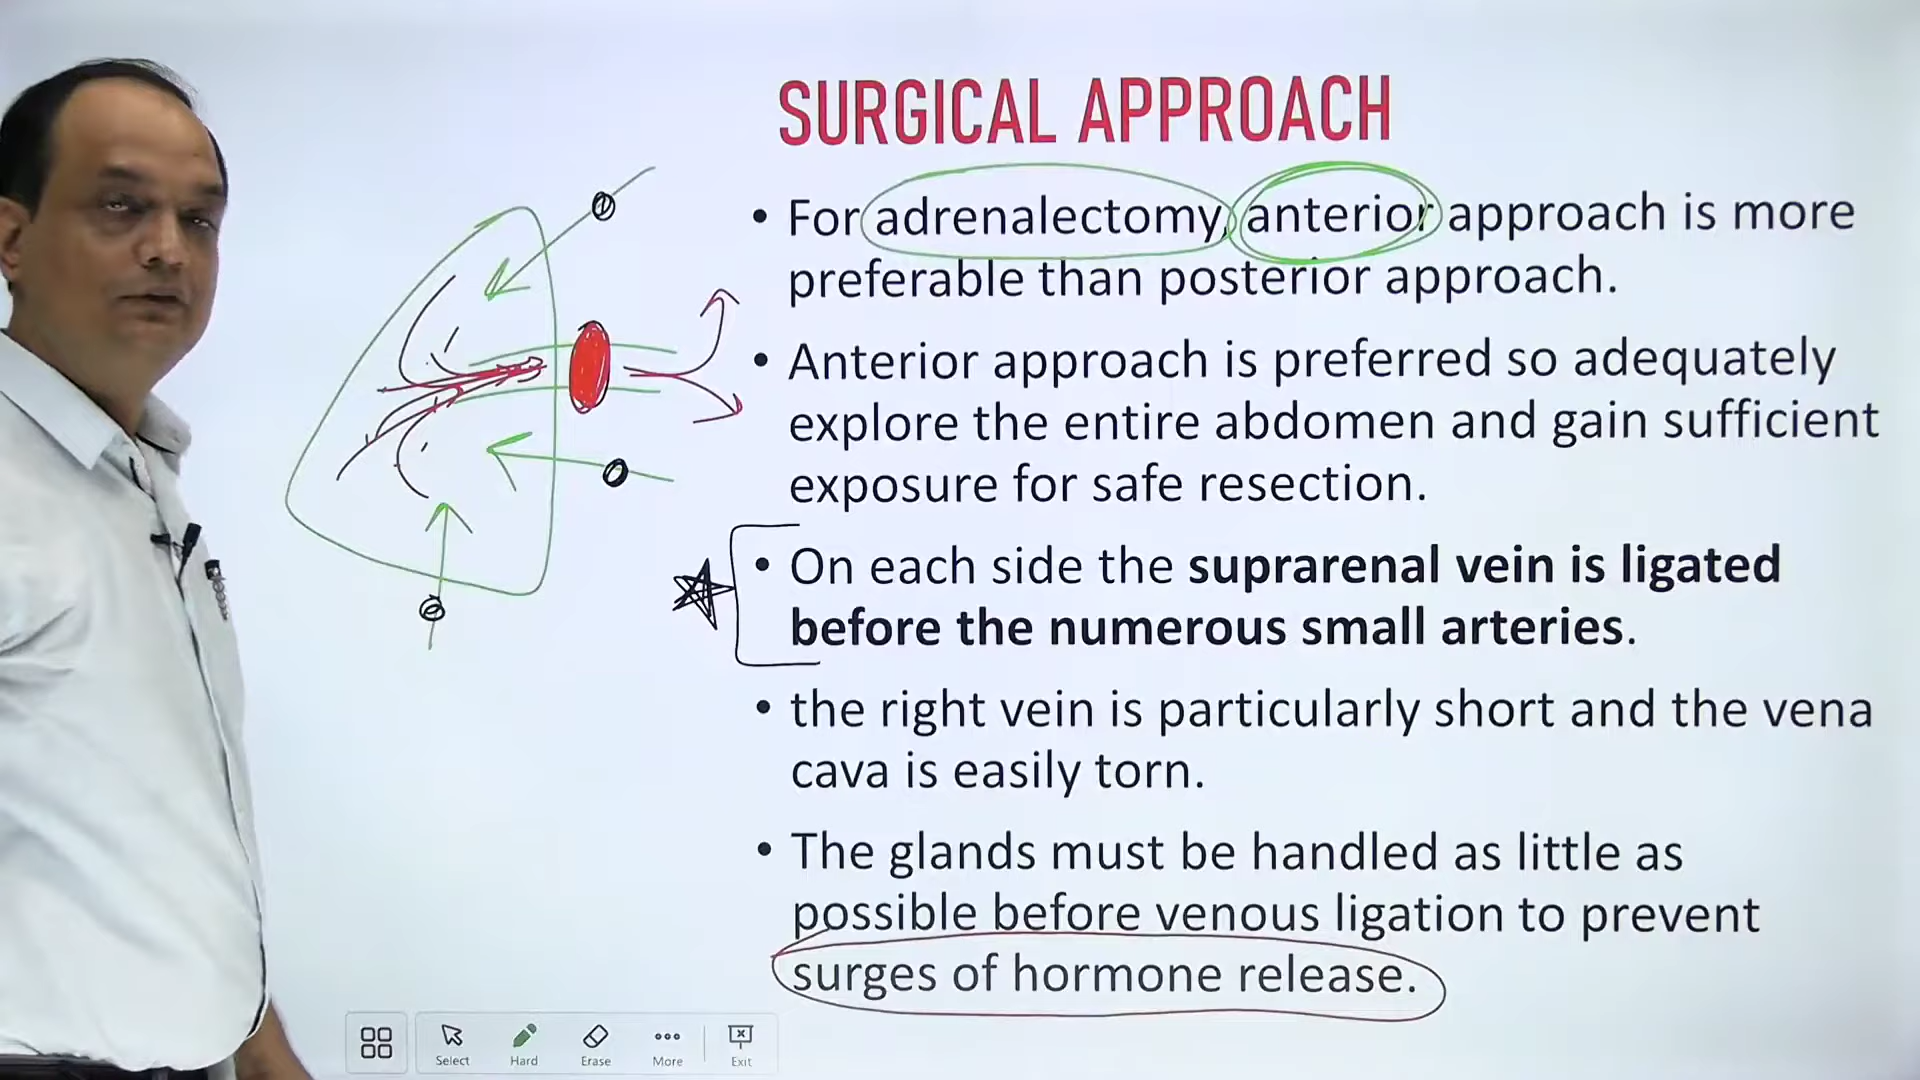 SURGICAL APPROACH
• For adrenalectomy, anterior approach is more
preferable than posterior approach.
• Anterior approach is preferred so adequately
explore the entire abdomen and gain sufficient
exposure for safe resection.
• On each side the suprarenal vein is ligated
before the numerous small arteries.
• the right vein is particularly short and the vena
cava is easily torn.
• The glands must be handled as little as
possible before venous ligation to prevent
surges of hormone release.
Select
Hard
Erase
More
Exit